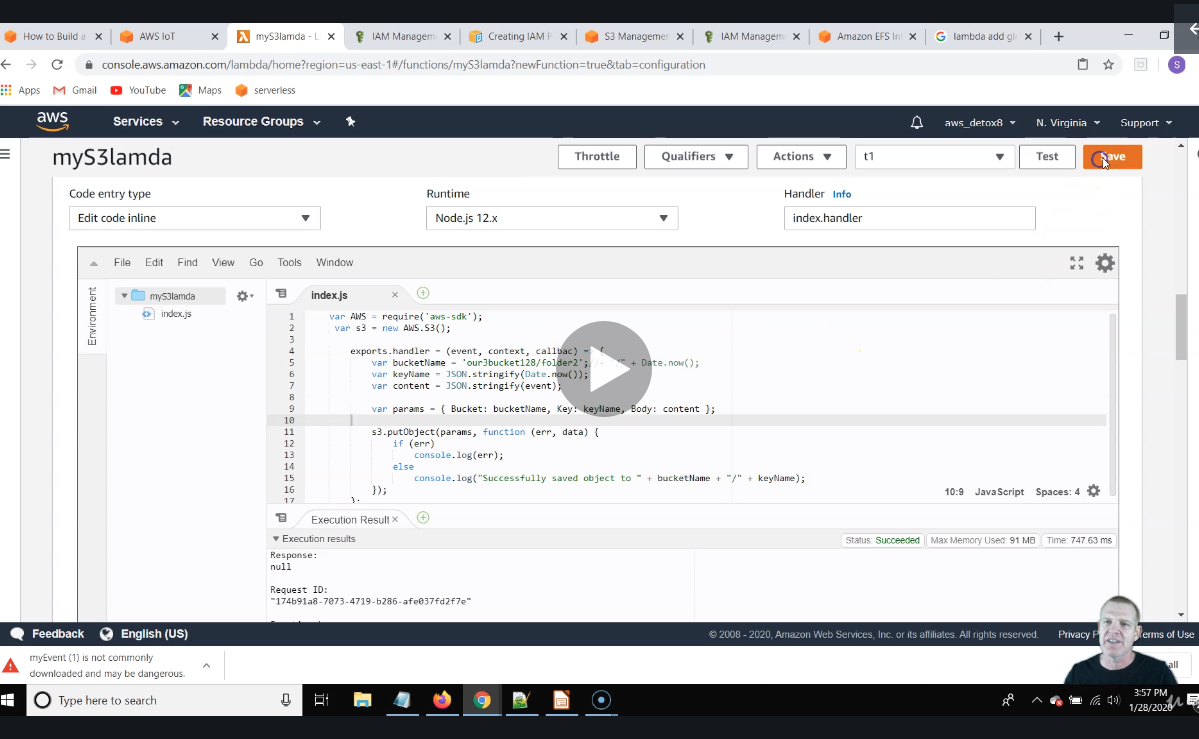 How to Build a
AWS IoT
myS3lamda - L
IAM Managem
Creating IAM P
S3 Managemen
IAM Managem
Amazon EFS Inf
lambda add gl
console.aws.amazon.com/lambda/home?region=us-east-1#/functions/myS3lamda?newFunction=true&tab=configuration
S
Apps
Gmail
YouTube
Maps
serverless
aws
Services
Resource Groups
aws_detox8
N. Virginia
Support
myS3lamda
Throttle
Qualifiers
Actions
t1
Test
Save
Code entry type
Runtime
Handler Info
Edit code inline
Node.js 12.x
index.handler
File Edit Find View Go Tools Window
Environment
myS3lamda
index.js
index.js
1 var AWS = require('aws-sdk');
2 var s3 = new AWS.S3();
3
4 exports.handler = (event, context, callbac) = {
5 var bucketName = 'our3bucket128/folder2';//+ "/" + Date.now();
6 var keyName = JSON.stringify(Date.now());
7 var content = JSON.stringify(event);
8
9 var params = { Bucket: bucketName, Key: keyName, Body: content };
10
11 s3.putObject(params, function (err, data) {
12 if (err)
13 console.log(err);
14 else
15 console.log("Successfully saved object to " + bucketName + "/" + keyName);
16 });
17 };
10:9 JavaScript Spaces: 4
Execution Result
Execution results
Status: Succeeded
Max Memory Used: 91 MB
Time: 747.63 ms
Response:
null
Request ID:
"174b91a8-7073-4719-b286-afe037fd2f7e"
Feedback
English (US)
© 2008 - 2020, Amazon Web Services, Inc. or its affiliates. All rights reserved.
Privacy P
Terms of Use
myEvent (1) is not commonly
downloaded and may be dangerous.
all
Type here to search
3:57 PM
1/28/2020